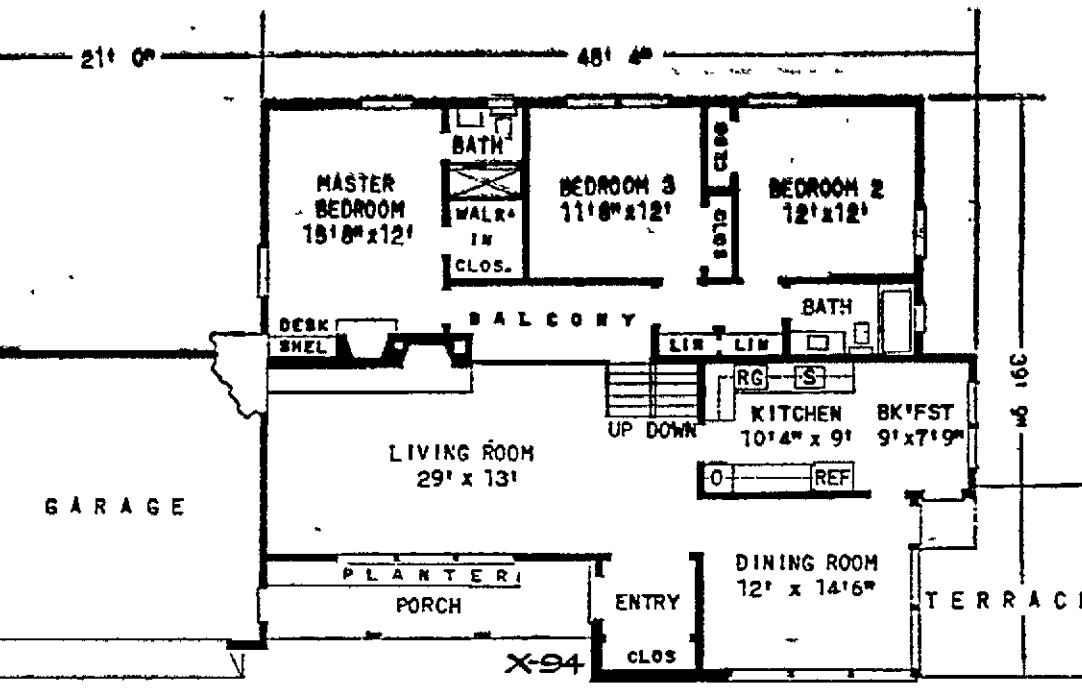 21' 0"
48' 4"
BATH
CLOS
MASTER
BEDROOM
15'8"x12'
BEDROOM 3
11'8"x12'
BEDROOM 2
12'x12'
WALK-
IN
CLOS.
CLOS
BATH
BALCONY
DESK
SHEL
LIN
LIN
39' 9"
RG
S
KITCHEN
10'4" x 9'
BK'FST
9'x7'9"
UP DOWN
LIVING ROOM
29' x 13'
O
REF
GARAGE
DINING ROOM
12' x 14'6"
PLANTER
PORCH
ENTRY
TERRACE
CLOS
X-94